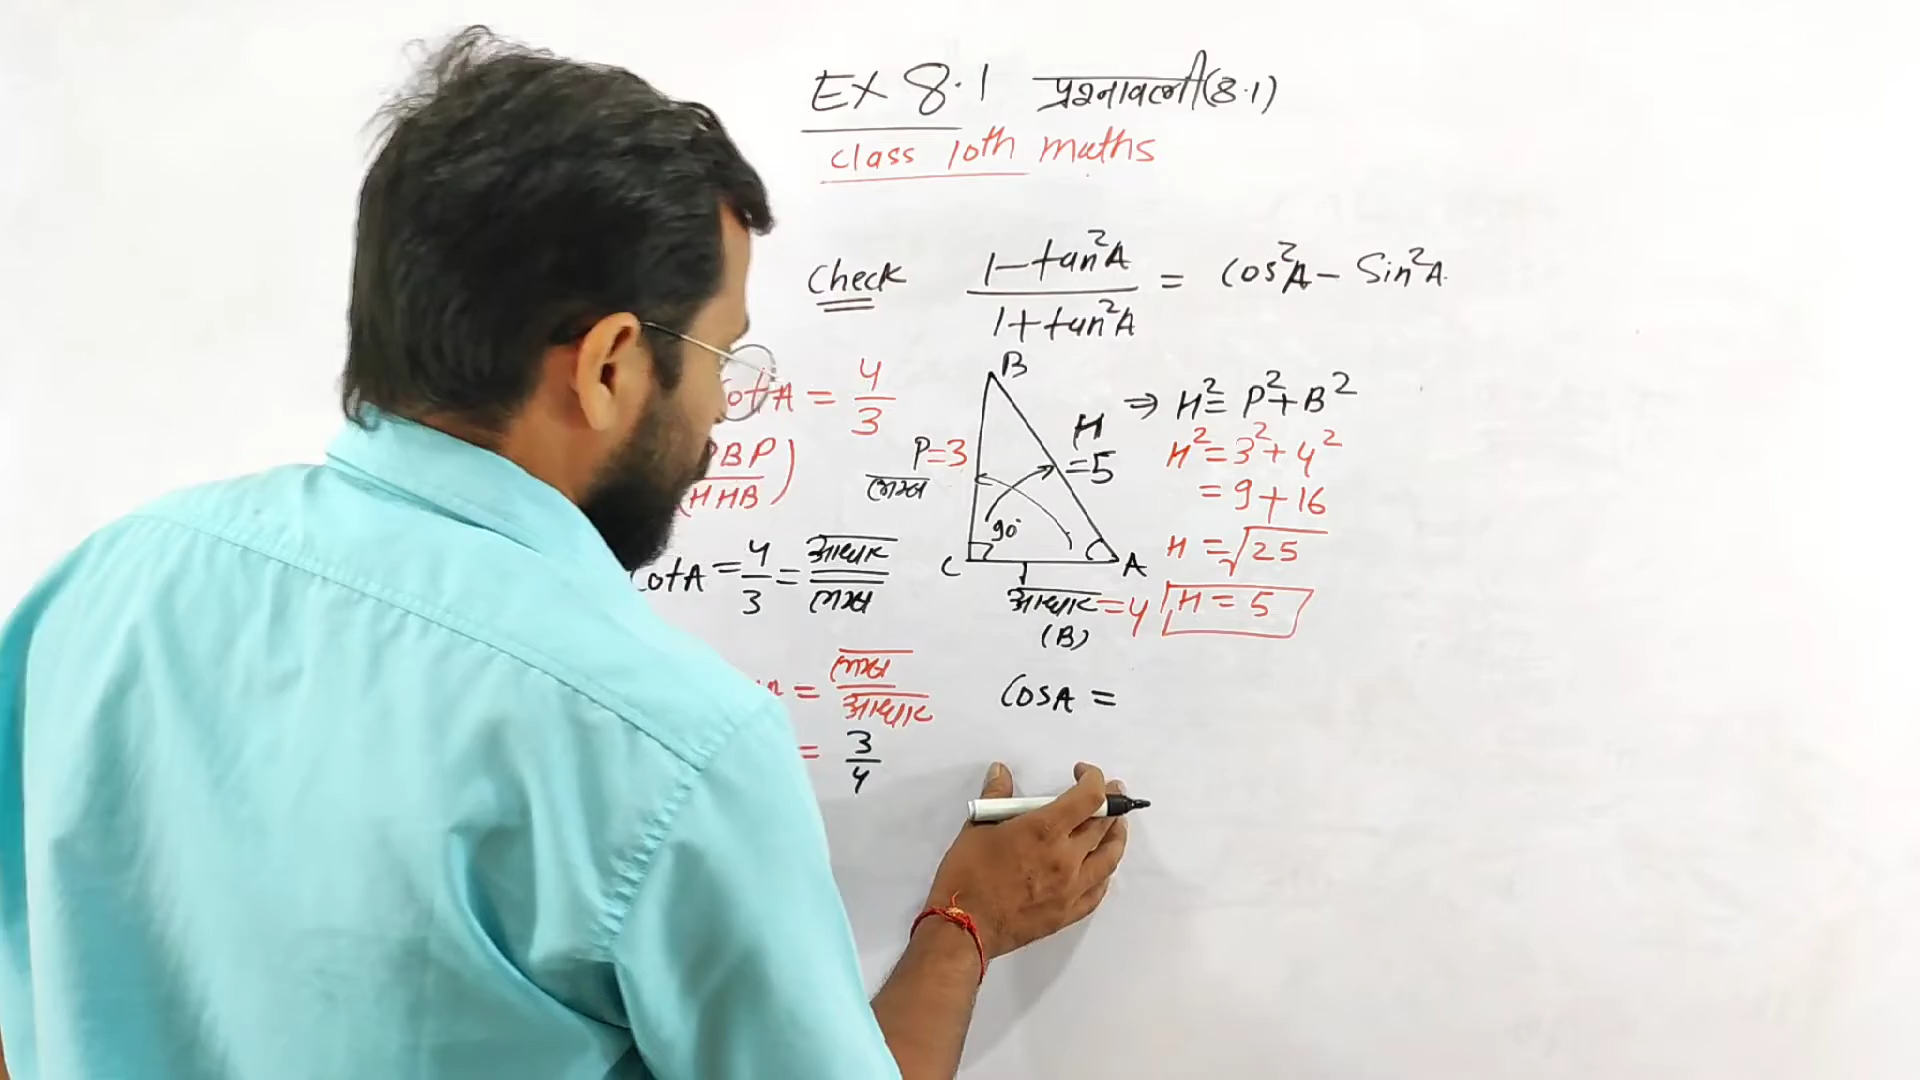 Ex 8.1 प्रश्नावली (8.1)
class 10th maths
Check (1-tan²A)/(1+tan²A) = cos²A - Sin²A.
cotA = 4/3
PBP
HHB
B
P=3
लम्ब
H
=5
90°
C
A
आधार=4
(B)
⇒ H² = P²+B²
H² = 3²+4²
= 9+16
H = √25
H = 5
cotA = 4/3 = आधार/लम्ब
= लम्ब/आधार
= 3/4
CosA =